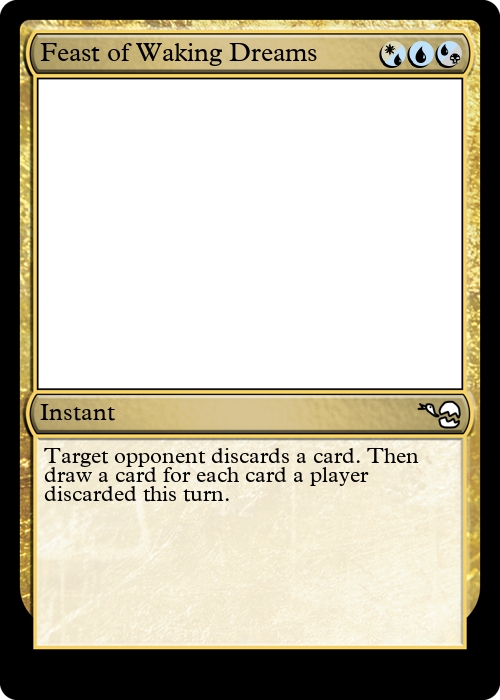 Feast of Waking Dreams
Instant
Target opponent discards a card. Then
draw a card for each card a player
discarded this turn.